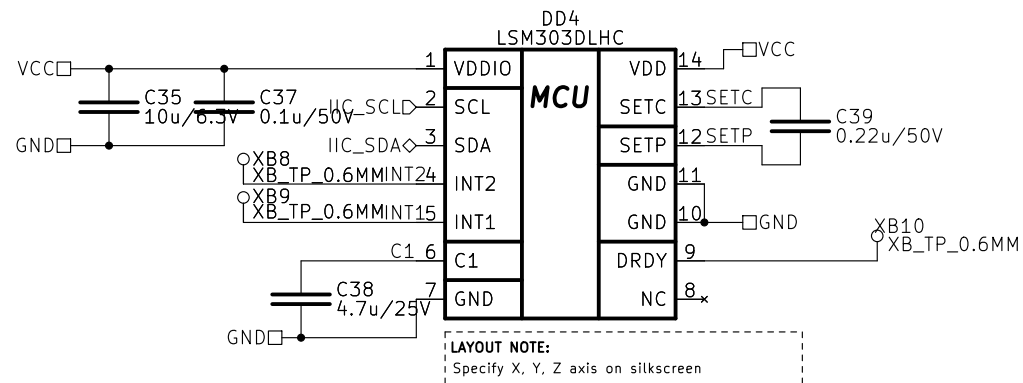 DD4
LSM303DLHC
VCC
1
VDDIO
VDD
14
VCC
MCU
C35
10u/6.3V
C37
0.1u/50V
IIC_SCL
2
SCL
SETC
13
SETC
C39
0.22u/50V
GND
IIC_SDA
3
SDA
SETP
12
SETP
XB8
XB_TP_0.6MM
INT2
4
INT2
GND
11
XB9
XB_TP_0.6MM
INT1
5
INT1
GND
10
GND
XB10
XB_TP_0.6MM
C1
6
C1
DRDY
9
C38
4.7u/25V
7
GND
NC
8
GND
LAYOUT NOTE:
Specify X, Y, Z axis on silkscreen